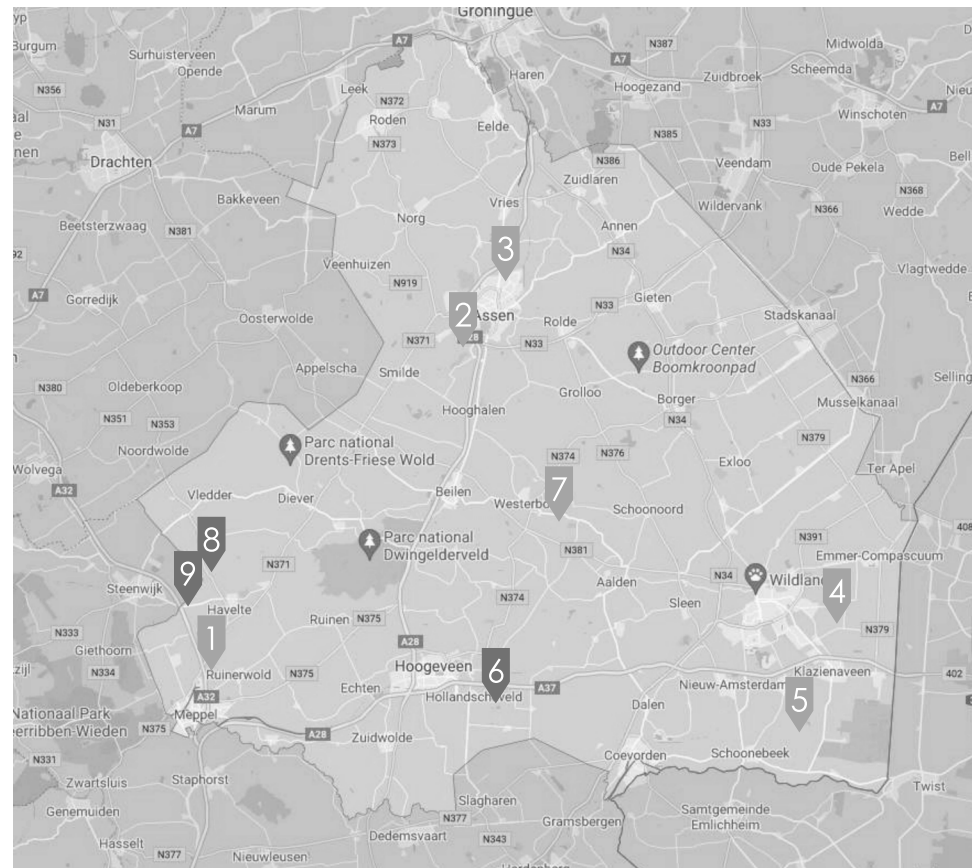 Groningue
yp
Burgum
Surhuisterveen
Opende
A7
N387
Midwolda
Scheemda
Haren
A7
Zuidbroek
N356
Leek
Hoogezand
N372
Marum
Roden
A7
Winschoten
N31
Eelde
N33
A7
N373
N385
Drachten
N386
Veendam
Oude Pekela
Zuidlaren
N368
Bakkeveen
Vries
Wildervank
N366
Wedde
Norg
Annen
Beetsterzwaag
N381
N34
3
Veenhuizen
Vlagtwedde
A7
Gorredijk
N919
Gieten
N33
Oosterwolde
2
Assen
Rolde
Stadskanaal
N371
A28
N33
Outdoor Center
Boomkroonpad
Appelscha
Smilde
N380
Oldeberkoop
Grolloo
Borger
N366
Musselkanaal
N351
N353
Hooghalen
N34
Noordwolde
Parc national
Drents-Friese Wold
N379
Wolvega
N374
N376
Exloo
Ter Apel
A32
Vledder
Diever
Beilen
7
Schoonoord
8
Parc national
Dwingelderveld
N391
Emmer-Compascuum
9
N371
N381
Steenwijk
Aalden
N34
4
Havelte
N374
Sleen
N333
1
Ruinen
N375
N379
Giethoorn
A28
N334
Ruinerwold
N375
Hoogeveen
6
Klazienaveen
402
Echten
A37
Nieuw-Amsterdam
A32
Dalen
5
Nationaal Park
Meppel
N375
A28
Zuidwolde
Coevorden
Schoonebeek
N331
Staphorst
Twist
Zwartsluis
Slagharen
Genemuiden
N377
Gramsbergen
Samtgemeinde
Emlichheim
Hasselt
Dedemsvaart
N343
N377
Nieuwleusen